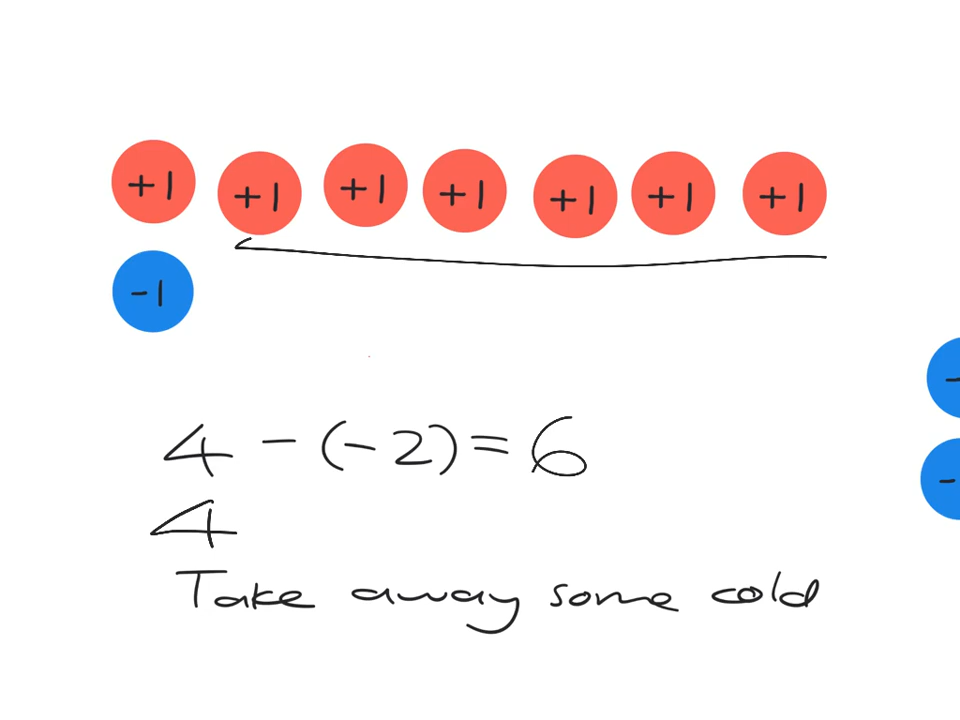 +1 +1 +1 +1 +1 +1 +1
-1
-
-
4 - (-2) = 6
4
Take away some cold